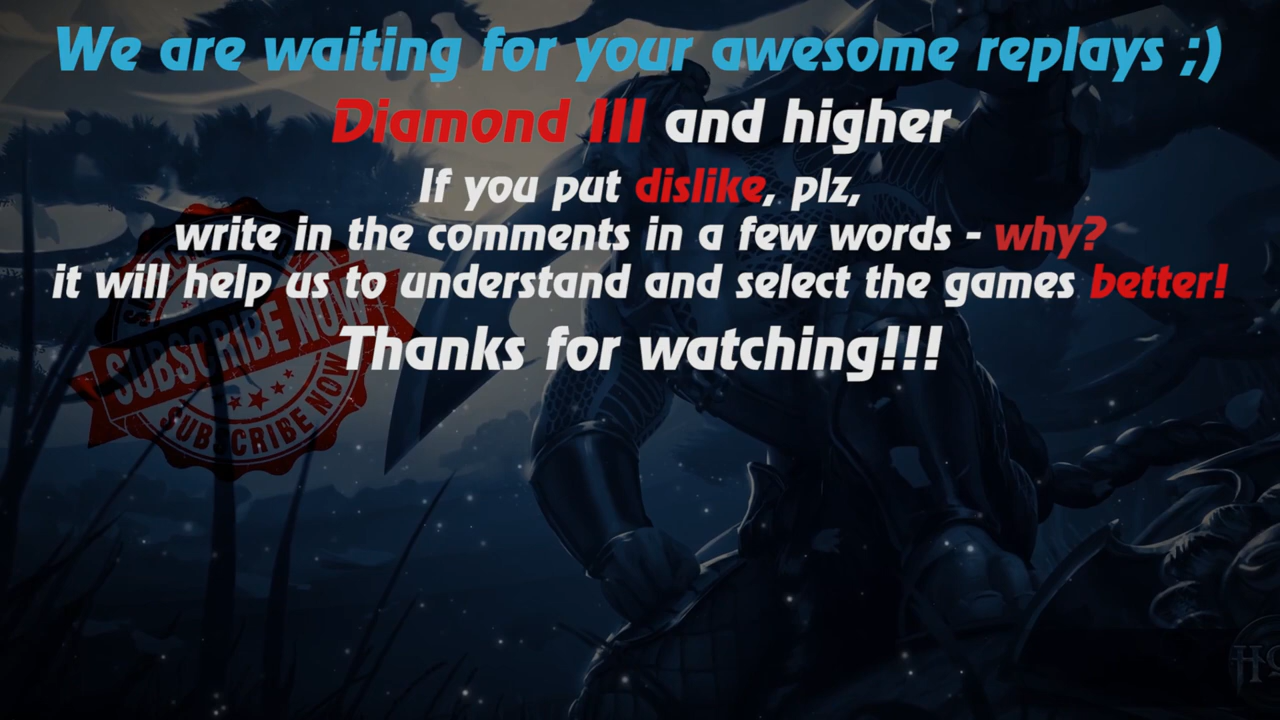 We are waiting for your awesome replays ;)
Diamond III and higher
If you put dislike, plz,
write in the comments in a few words - why?
it will help us to understand and select the games better!
SUBSCRIBE NOW
SUBSCRIBE NOW
SUBSCRIBE NOW
Thanks for watching!!!